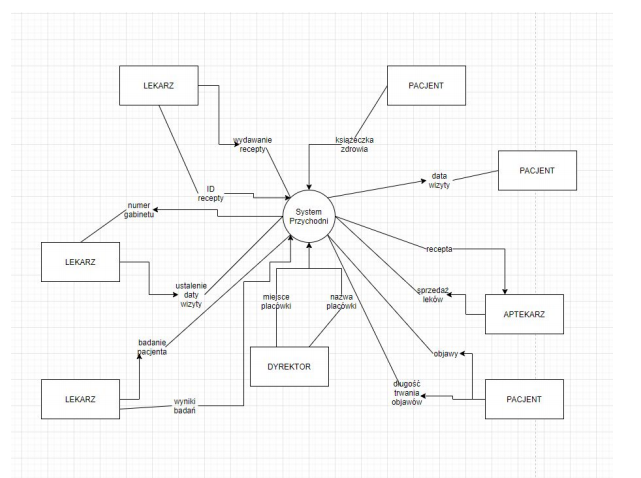 LEKARZ
PACJENT
wydawanie
recepty
książeczka
zdrowia
PACJENT
data
wizyty
ID
recepty
numer
gabinetu
System
Przychodni
LEKARZ
recepta
ustalenie
daty
wizyty
miejsce
placówki
nazwa
placówki
sprzedaż
leków
APTEKARZ
badanie
pacjenta
DYREKTOR
objawy
LEKARZ
wyniki
badań
długość
trwania
objawów
PACJENT